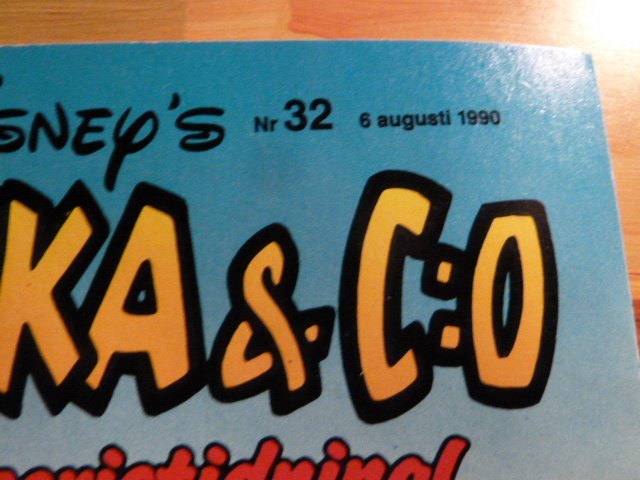 SNEY'S Nr 32 6 augusti 1990
KA & C:O